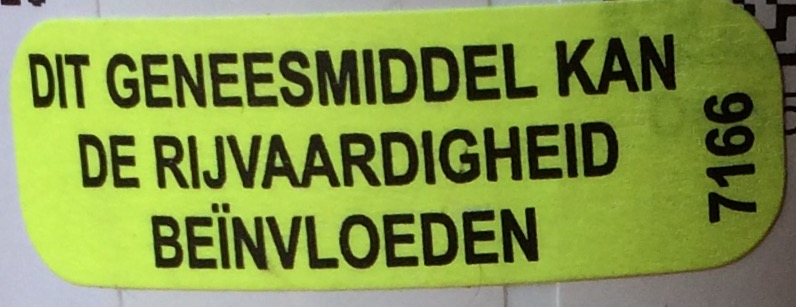 DIT GENEESMIDDEL KAN
DE RIJVAARDIGHEID
BEÏNVLOEDEN
7166